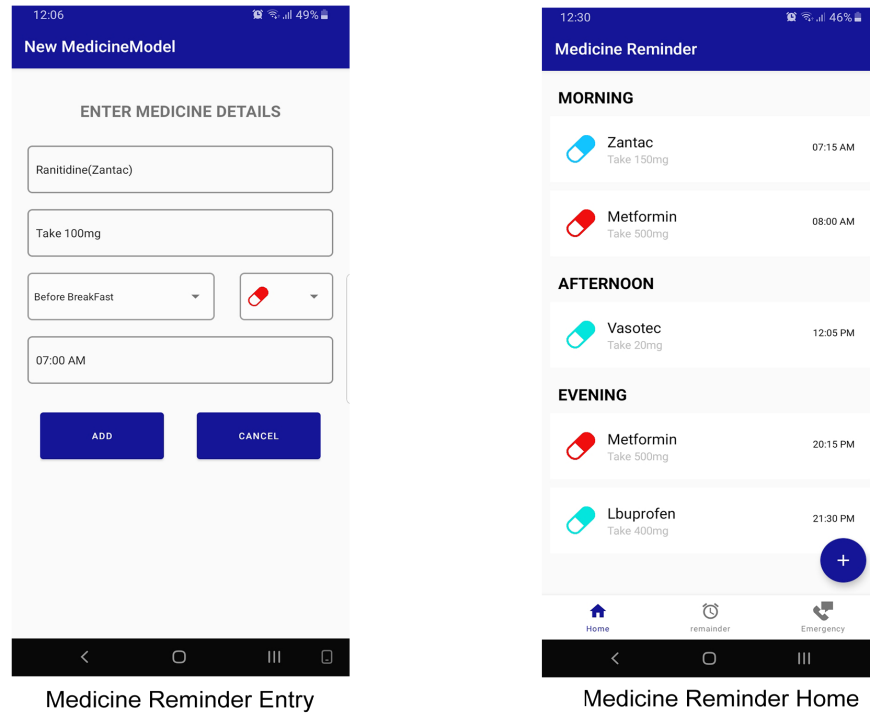 12:06 49%
New MedicineModel
ENTER MEDICINE DETAILS
Ranitidine(Zantac)
Take 100mg
Before BreakFast
07:00 AM
ADD CANCEL
Medicine Reminder Entry
12:30 46%
Medicine Reminder
MORNING
Zantac 07:15 AM
Take 150mg
Metformin 08:00 AM
Take 500mg
AFTERNOON
Vasotec 12:05 PM
Take 20mg
EVENING
Metformin 20:15 PM
Take 500mg
Lbuprofen 21:30 PM
Take 400mg
+
Home remainder Emergency
Medicine Reminder Home